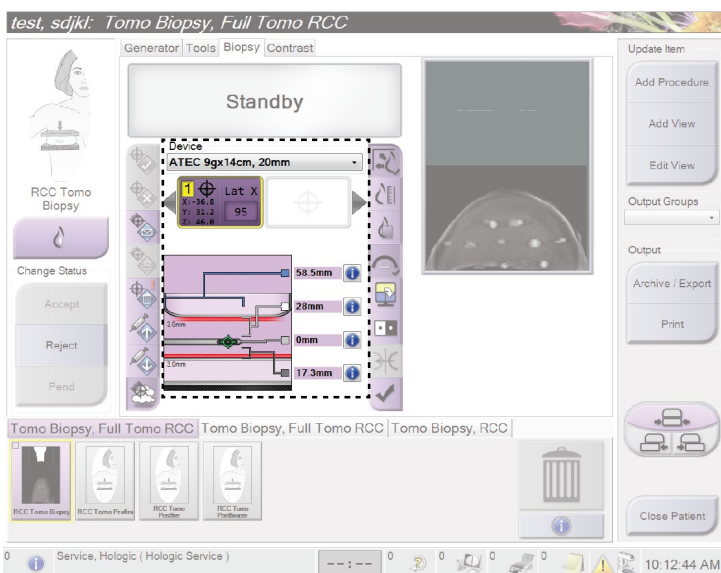 test, sdjkl: Tomo Biopsy, Full Tomo RCC
Generator Tools Biopsy Contrast
Standby
Device
ATEC 9gx14cm, 20mm
1 Lat X
X:-36.8
Y: 31.2
Z: 46.0
95
58.5mm
28mm
3.0mm
0mm
3.0mm
17.3mm
RCC Tomo
Biopsy
Change Status
Accept
Reject
Pend
Update Item
Add Procedure
Add View
Edit View
Output Groups
Output
Archive / Export
Print
Close Patient
Tomo Biopsy, Full Tomo RCC Tomo Biopsy, Full Tomo RCC Tomo Biopsy, RCC
RCC Tomo Biopsy
RCC Tomo Prefire
RCC Tomo
Postfire
RCC Tomo
Postbiopsy
0 Service, Hologic ( Hologic Service ) --:-- 0 0 0 0 10:12:44 AM